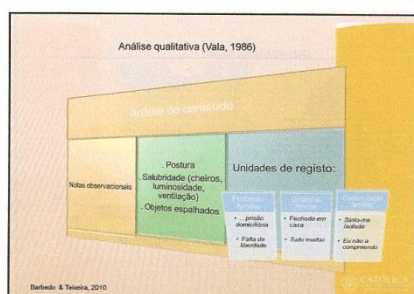 Análise qualitativa (Vala, 1986)
Análise de conteúdo
Notas observacionais
. Postura
. Salubridade (cheiros,
luminosidade,
ventilação)
. Objetos espalhados
Unidades de registo:
• ...prisão
domiciliária
• Falta de
liberdade
• Fechada em
casa
• Tudo mudou
• Sinto-me
isolada
• Eu não a
compreendo
Barbedo & Teixeira, 2010
CATÓLICA